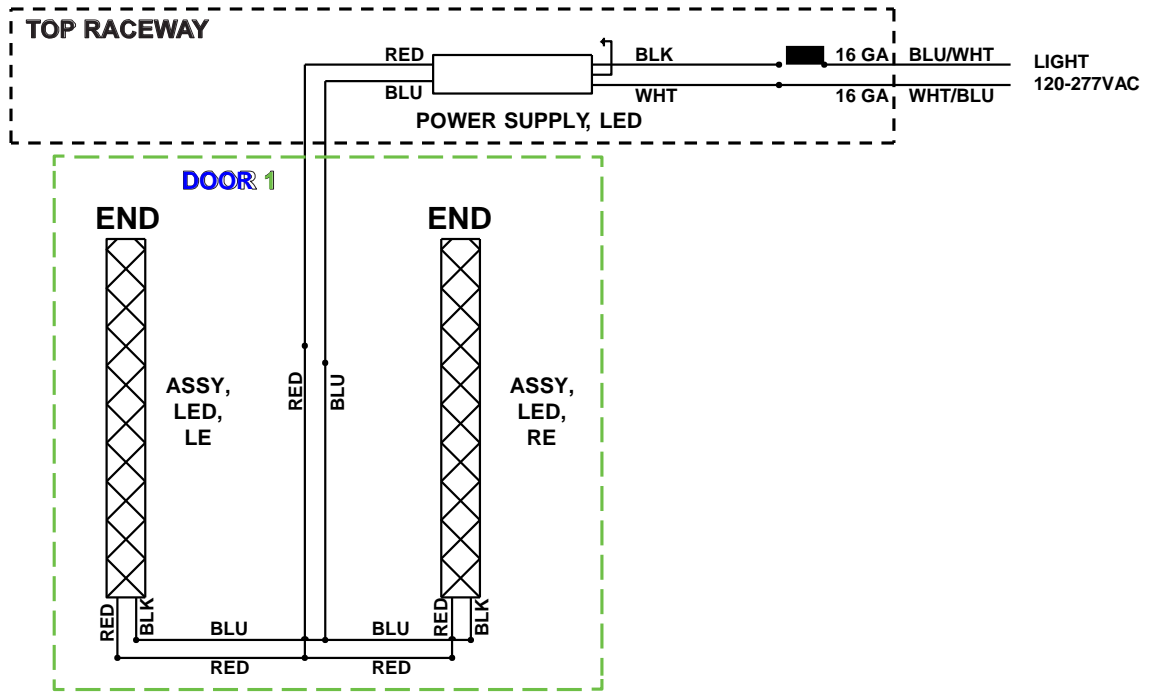 TOP RACEWAY
RED
BLU
BLK
WHT
16 GA
BLU/WHT
16 GA
WHT/BLU
LIGHT
120-277VAC
POWER SUPPLY, LED
DOOR 1
END
END
ASSY,
LED,
LE
RED
BLU
ASSY,
LED,
RE
RED
BLK
BLU
BLU
RED
BLK
RED
RED